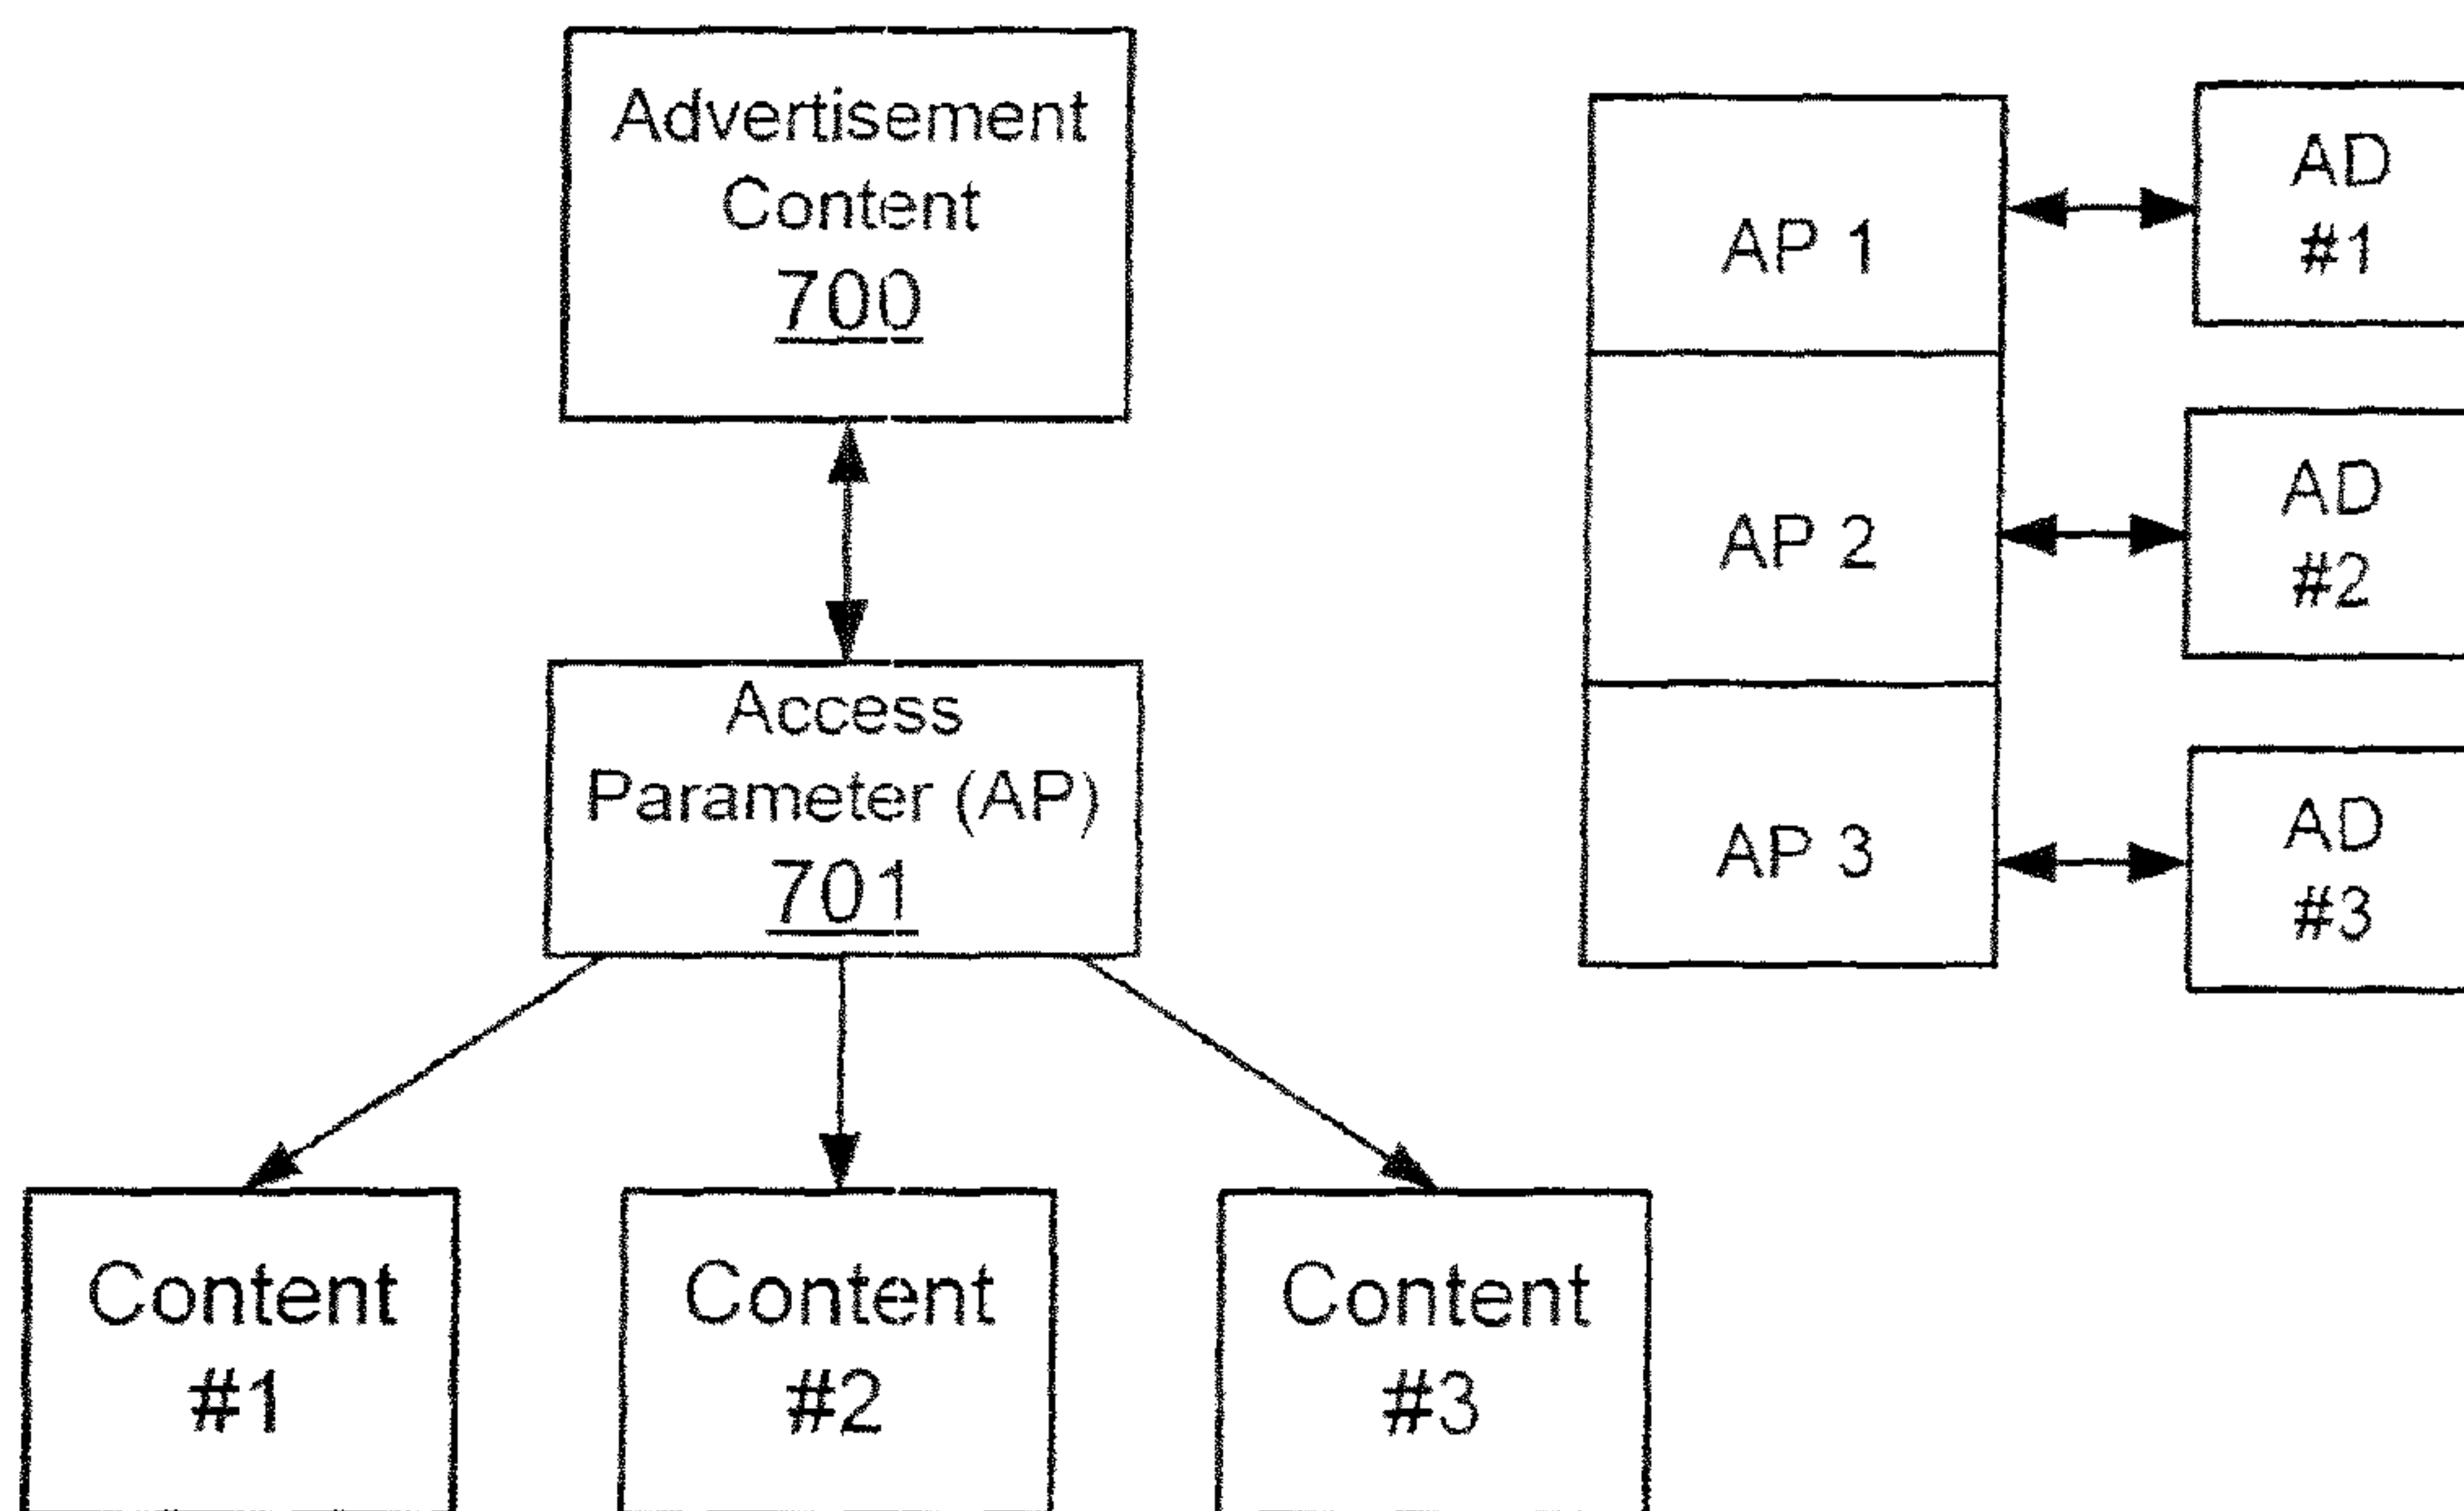 Advertisement
Content
700
Access
Parameter (AP)
701
Content
#1
Content
#2
Content
#3
AP 1
AP 2
AP 3
AD
#1
AD
#2
AD
#3